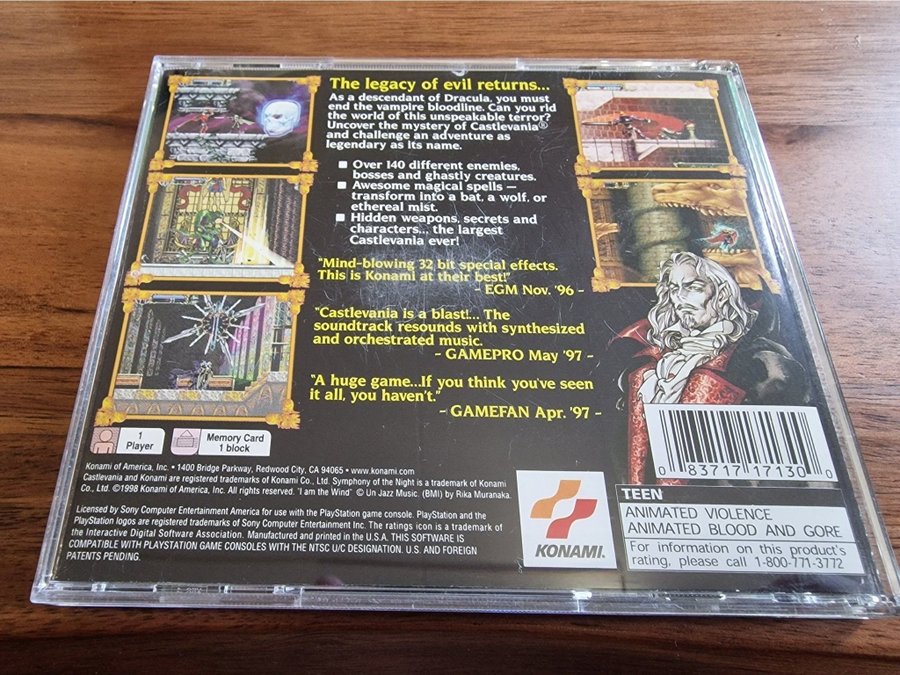 The legacy of evil returns...
As a descendant of Dracula, you must
end the vampire bloodline. Can you rid
the world of this unspeakable terror?
Uncover the mystery of Castlevania®
and challenge an adventure as
legendary as its name.
■ Over 140 different enemies,
bosses and ghastly creatures.
■ Awesome magical spells —
transform into a bat, a wolf, or
ethereal mist.
■ Hidden weapons, secrets and
characters... the largest
Castlevania ever!
"Mind-blowing 32 bit special effects.
This is Konami at their best!"
- EGM Nov. '96 -
"Castlevania is a blast!... The
soundtrack resounds with synthesized
and orchestrated music.
- GAMEPRO May '97 -
"A huge game...If you think you've seen
it all, you haven't."
- GAMEFAN Apr. '97 -
1
Player
Memory Card
1 block
Konami of America, Inc. • 1400 Bridge Parkway, Redwood City, CA 94065 • www.konami.com
Castlevania and Konami are registered trademarks of Konami Co., Ltd. Symphony of the Night is a trademark of Konami
Co., Ltd. ©1998 Konami of America, Inc. All rights reserved. "I am the Wind" © Un Jazz Music. (BMI) by Rika Muranaka.
Licensed by Sony Computer Entertainment America for use with the PlayStation game console. PlayStation and the
PlayStation logos are registered trademarks of Sony Computer Entertainment Inc. The ratings icon is a trademark of
the Interactive Digital Software Association. Manufactured and printed in the U.S.A. THIS SOFTWARE IS
COMPATIBLE WITH PLAYSTATION GAME CONSOLES WITH THE NTSC U/C DESIGNATION. U.S. AND FOREIGN
PATENTS PENDING.
KONAMI
0 83717 17130 0
TEEN
ANIMATED VIOLENCE
ANIMATED BLOOD AND GORE
For information on this product's
rating, please call 1-800-771-3772